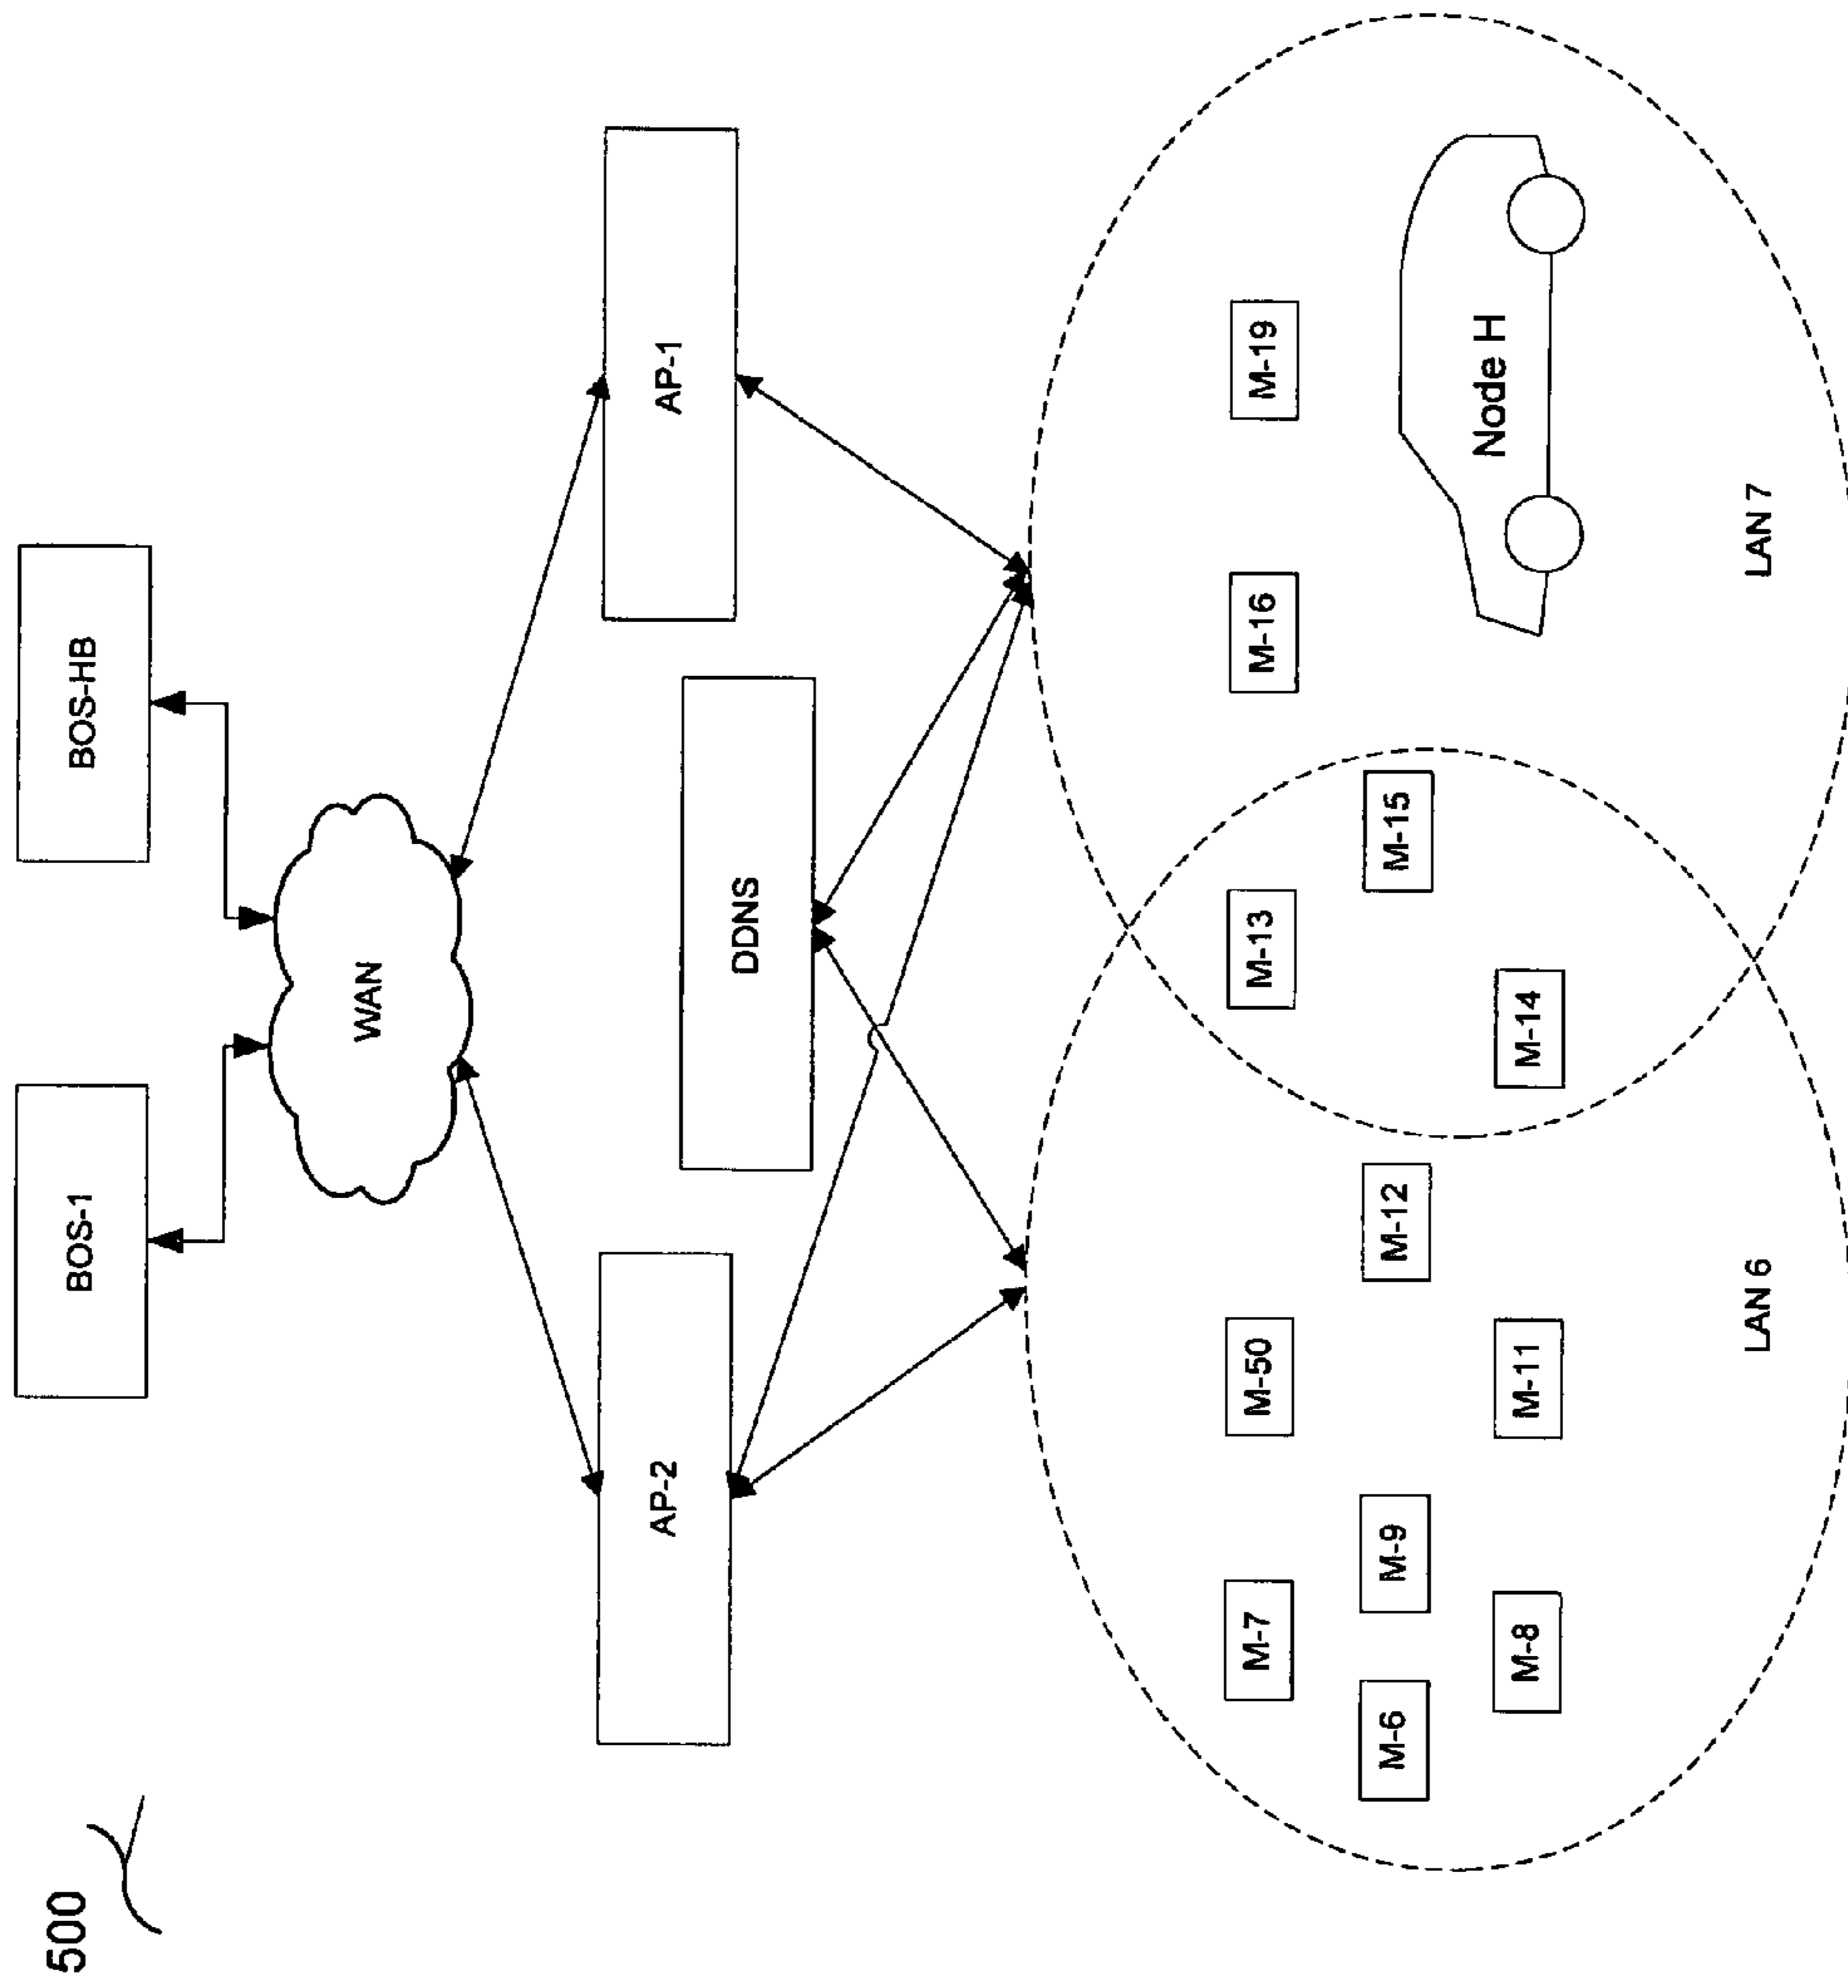 500
BOS-1
BOS-HB
WAN
AP-2
DDNS
AP-1
M-7
M-50
M-13
M-16
M-19
M-6
M-9
M-12
M-15
M-8
M-11
M-14
Node H
LAN 6
LAN 7